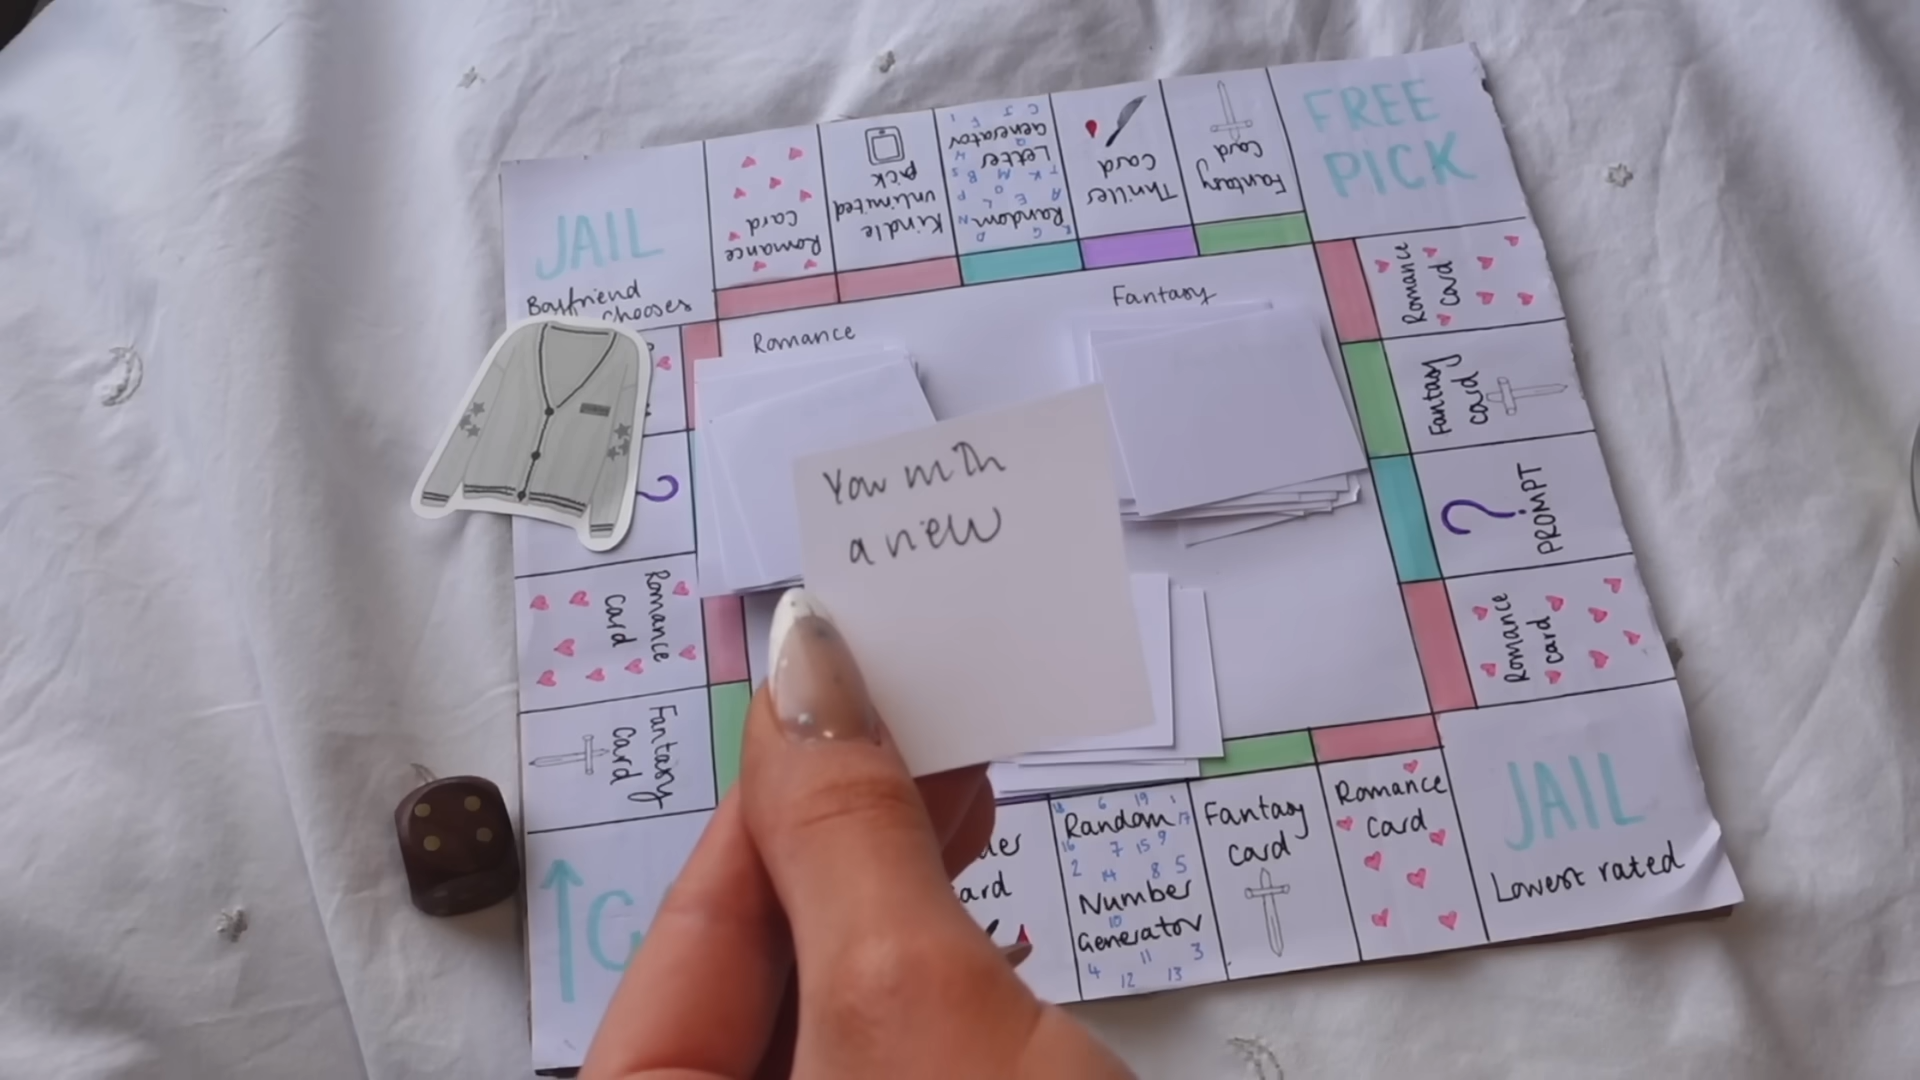 FREE
PICK
Fantasy
Card
Thriller
Card
Random
Letter
Generator
Kindle
unlimited
pick
Romance
Card
JAIL
Boyfriend
chooses
Romance
Fantasy
You with
a view
?
Romance
Card
Fantasy
Card
Romance
Card
Fantasy
Card
?
PROMPT
Romance
Card
Random
Number
Generator
Fantasy
Card
Romance
Card
JAIL
Lowest rated